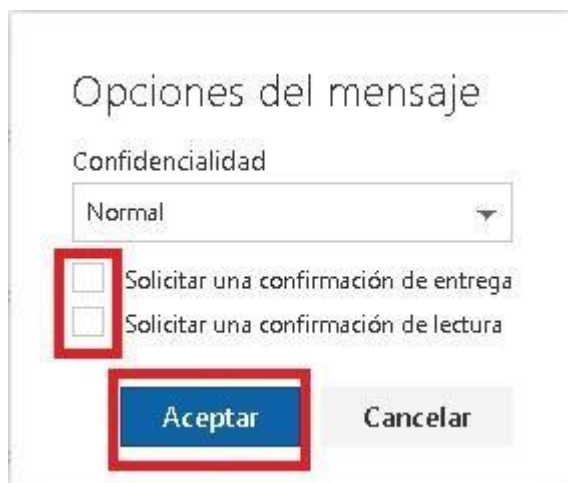 Opciones del mensaje
Confidencialidad
Normal
Solicitar una confirmación de entrega
Solicitar una confirmación de lectura
Aceptar Cancelar